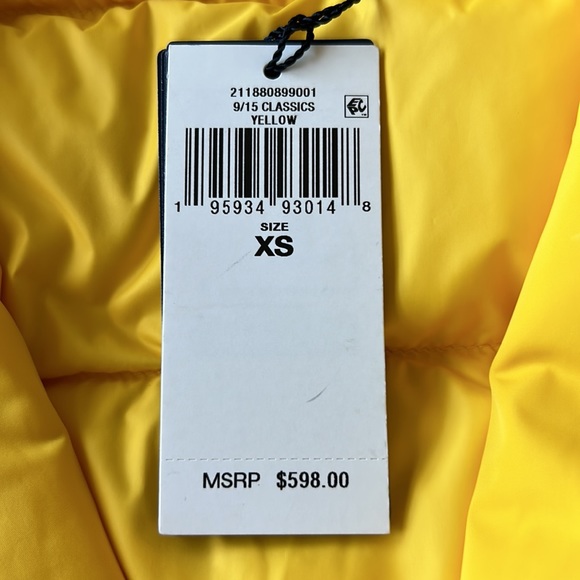 211880899001
9/15 CLASSICS
YELLOW
1 95934 93014 8
SIZE
XS
MSRP $598.00